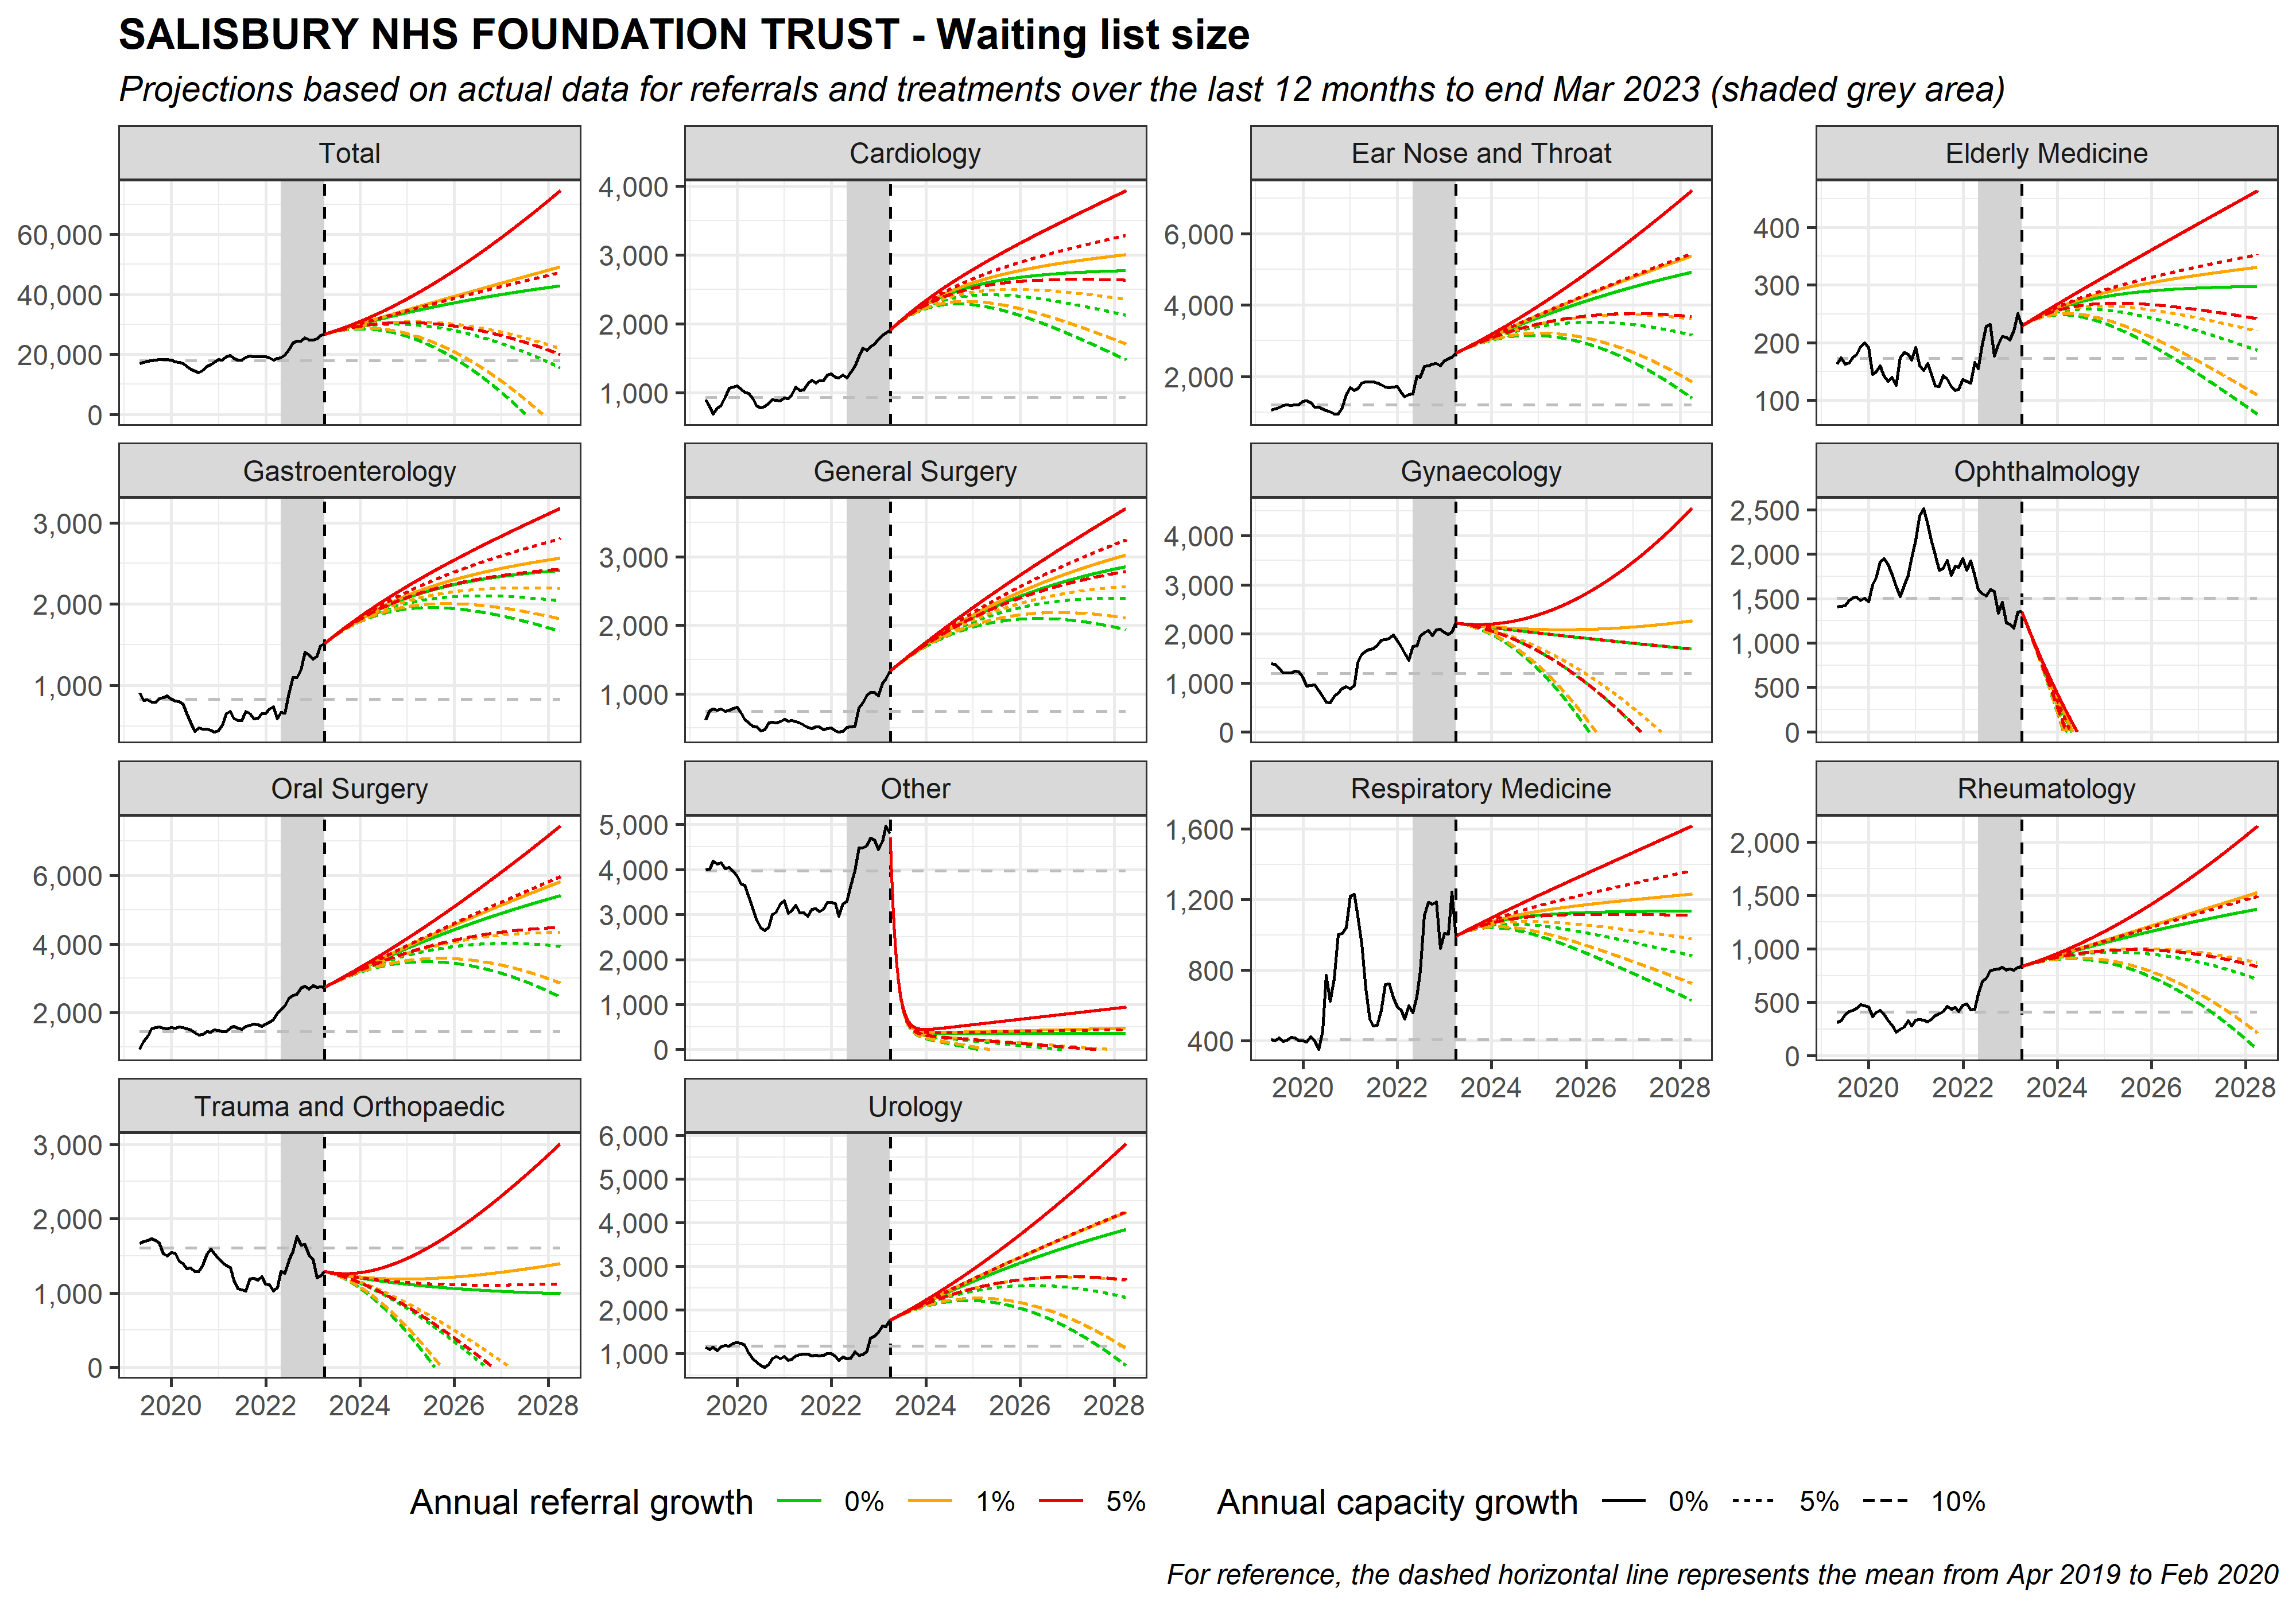 SALISBURY NHS FOUNDATION TRUST - Waiting list size
Projections based on actual data for referrals and treatments over the last 12 months to end Mar 2023 (shaded grey area)
Total
60,000
40,000
20,000
0
Cardiology
4,000
3,000
2,000
1,000
Ear Nose and Throat
6,000
4,000
2,000
Elderly Medicine
400
300
200
100
Gastroenterology
3,000
2,000
1,000
General Surgery
3,000
2,000
1,000
Gynaecology
4,000
3,000
2,000
1,000
0
Ophthalmology
2,500
2,000
1,500
1,000
500
0
Oral Surgery
6,000
4,000
2,000
Other
5,000
4,000
3,000
2,000
1,000
0
Respiratory Medicine
1,600
1,200
800
400
2020 2022 2024 2026 2028
Rheumatology
2,000
1,500
1,000
500
0
2020 2022 2024 2026 2028
Trauma and Orthopaedic
3,000
2,000
1,000
0
2020 2022 2024 2026 2028
Urology
6,000
5,000
4,000
3,000
2,000
1,000
2020 2022 2024 2026 2028
Annual referral growth 0% 1% 5% Annual capacity growth 0% 5% 10%
For reference, the dashed horizontal line represents the mean from Apr 2019 to Feb 2020